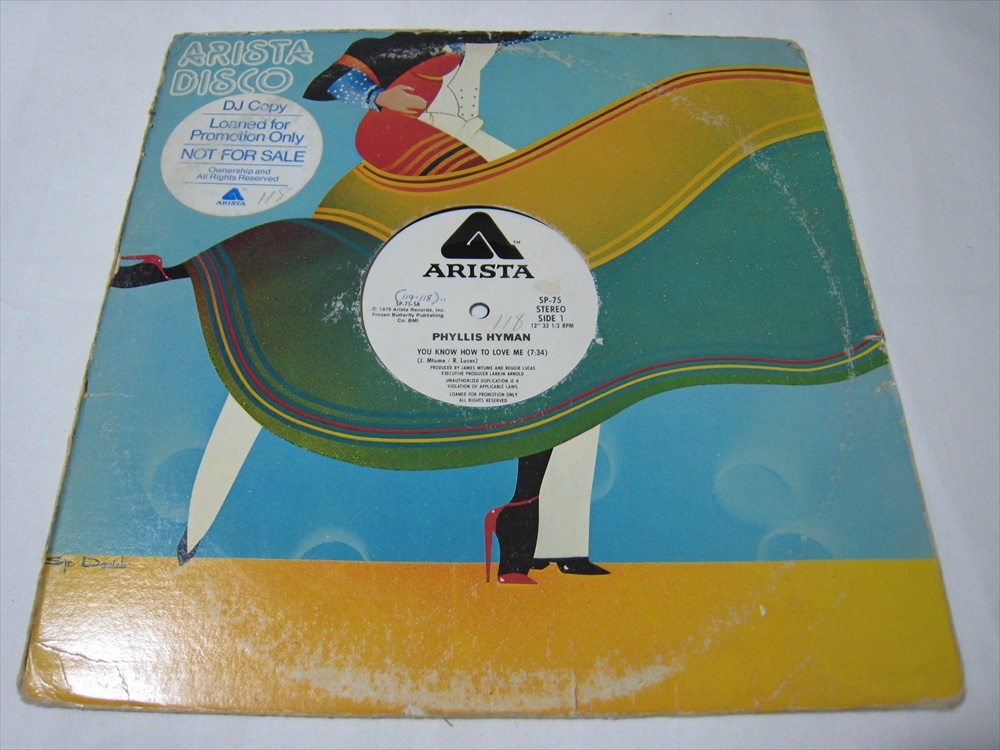 ARISTA
DISCO
DJ Copy
Loaned for
Promotion Only
NOT FOR SALE
Ownership and
All Rights Reserved
ARISTA
118
ARISTA™
(119-118)
SP-75-SA
℗ 1979 Arista Records, Inc.
Frozen Butterfly Publishing
Co. BMI
SP-75
STEREO
SIDE 1
12" 33 1/3 RPM
118
PHYLLIS HYMAN
YOU KNOW HOW TO LOVE ME (7:34)
(J. Mtume / R. Lucas)
PRODUCED BY JAMES MTUME AND REGGIE LUCAS
EXECUTIVE PRODUCER LARKIN ARNOLD
UNAUTHORIZED DUPLICATION IS A
VIOLATION OF APPLICABLE LAWS
LOANED FOR PROMOTION ONLY
ALL RIGHTS RESERVED